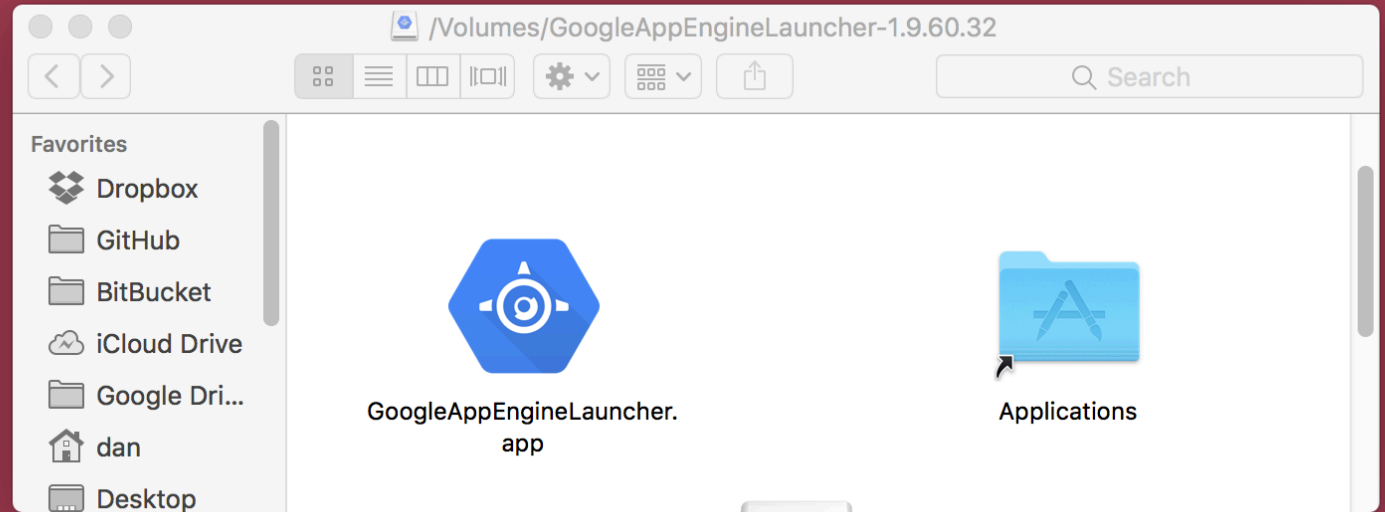 /Volumes/GoogleAppEngineLauncher-1.9.60.32
Search
Favorites
Dropbox
GitHub
BitBucket
iCloud Drive
Google Dri...
dan
Desktop
GoogleAppEngineLauncher.
app
Applications